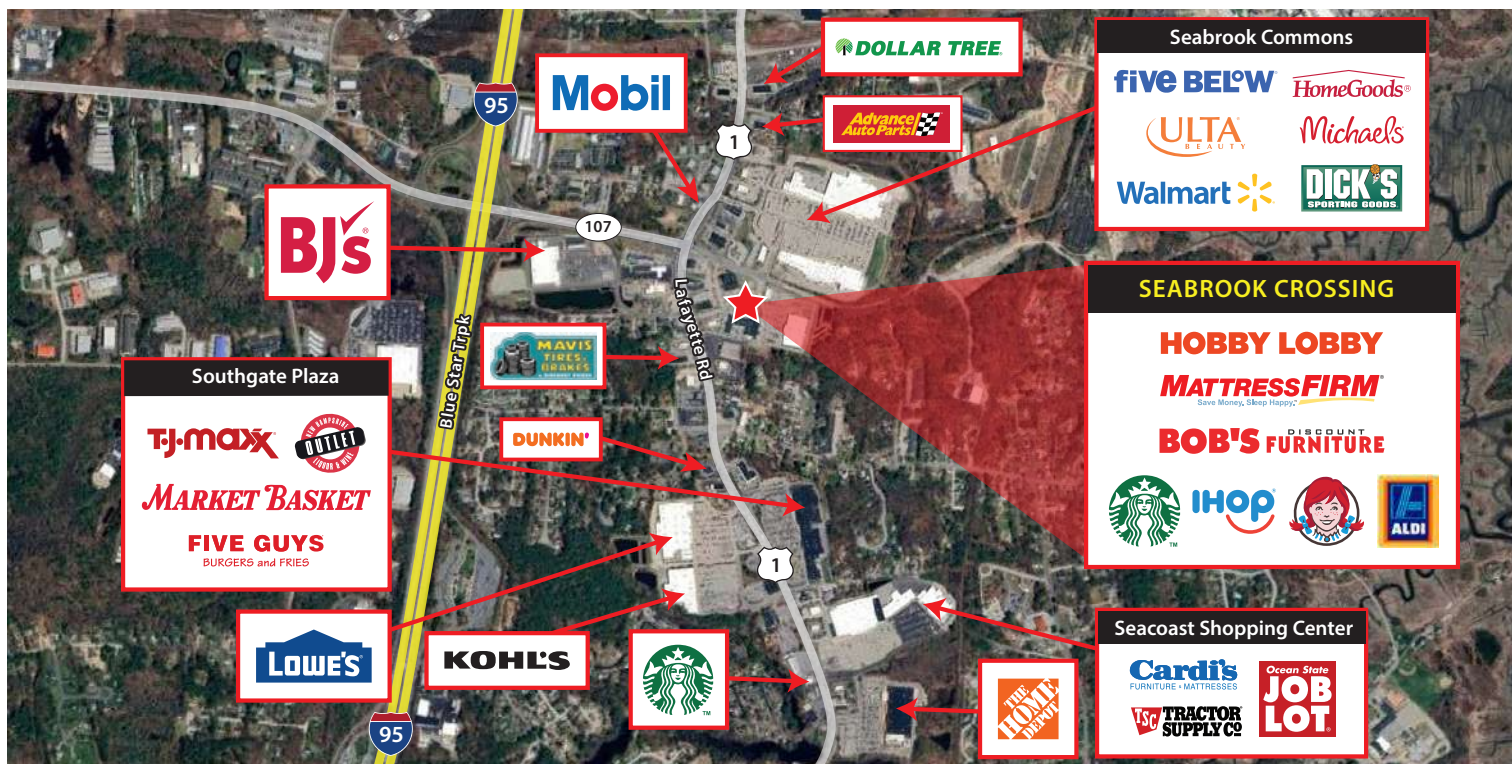 DOLLAR TREE
Mobil
95
1
Advance
Auto Parts
Seabrook Commons
five BELOW
HomeGoods®
ULTA
BEAUTY
Michaels
Walmart
DICK'S
SPORTING GOODS
BJ's®
107
Lafayette Rd
Blue Star Trpk
MAVIS
TIRES & BRAKES
SEABROOK CROSSING
HOBBY LOBBY
MATTRESSFIRM®
Save Money. Sleep Happy.™
BOB'S DISCOUNT FURNITURE
TM
IHOP®
ALDI
Southgate Plaza
T·J·maxx®
NEW HAMPSHIRE
OUTLET
LIQUOR & WINE
MARKET BASKET
FIVE GUYS
BURGERS and FRIES
DUNKIN'
1
LOWE'S®
KOHL'S
TM
THE
HOME
DEPOT
Seacoast Shopping Center
Cardi's
FURNITURE • MATTRESSES
TSC TRACTOR
SUPPLY CO
Ocean State
JOB
LOT®
95